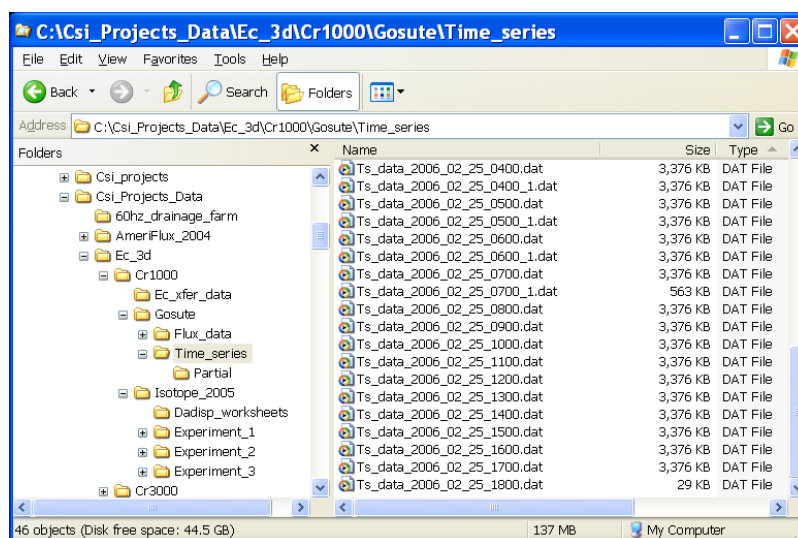 C:\Csi_Projects_Data\Ec_3d\Cr1000\Gosute\Time_series
File Edit View Favorites Tools Help
Back Search Folders
Address C:\Csi_Projects_Data\Ec_3d\Cr1000\Gosute\Time_series Go
Folders
Csi_projects
Csi_Projects_Data
60hz_drainage_farm
AmeriFlux_2004
Ec_3d
Cr1000
Ec_xfer_data
Gosute
Flux_data
Time_series
Partial
Isotope_2005
Dadisp_worksheets
Experiment_1
Experiment_2
Experiment_3
Cr3000
Name Size Type
Ts_data_2006_02_25_0400.dat 3,376 KB DAT File
Ts_data_2006_02_25_0400_1.dat 3,376 KB DAT File
Ts_data_2006_02_25_0500.dat 3,376 KB DAT File
Ts_data_2006_02_25_0500_1.dat 3,376 KB DAT File
Ts_data_2006_02_25_0600.dat 3,376 KB DAT File
Ts_data_2006_02_25_0600_1.dat 3,376 KB DAT File
Ts_data_2006_02_25_0700.dat 3,376 KB DAT File
Ts_data_2006_02_25_0700_1.dat 563 KB DAT File
Ts_data_2006_02_25_0800.dat 3,376 KB DAT File
Ts_data_2006_02_25_0900.dat 3,376 KB DAT File
Ts_data_2006_02_25_1000.dat 3,376 KB DAT File
Ts_data_2006_02_25_1100.dat 3,376 KB DAT File
Ts_data_2006_02_25_1200.dat 3,376 KB DAT File
Ts_data_2006_02_25_1300.dat 3,376 KB DAT File
Ts_data_2006_02_25_1400.dat 3,376 KB DAT File
Ts_data_2006_02_25_1500.dat 3,376 KB DAT File
Ts_data_2006_02_25_1600.dat 3,376 KB DAT File
Ts_data_2006_02_25_1700.dat 3,376 KB DAT File
Ts_data_2006_02_25_1800.dat 29 KB DAT File
46 objects (Disk free space: 44.5 GB) 137 MB My Computer